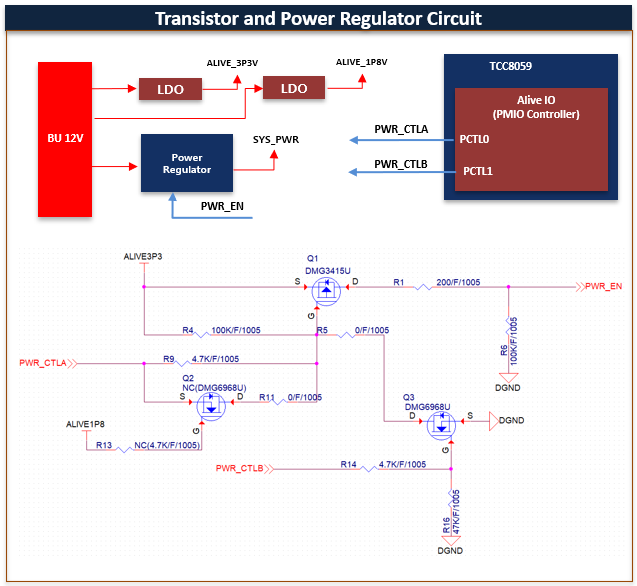 Transistor and Power Regulator Circuit
BU 12V
LDO
ALIVE_3P3V
LDO
ALIVE_1P8V
Power
Regulator
SYS_PWR
PWR_EN
TCC8059
Alive IO
(PMIO Controller)
PWR_CTLA
PCTL0
PWR_CTLB
PCTL1
ALIVE3P3
Q1
DMG3415U
S
D
G
R1
200/F/1005
PWR_EN
R4
100K/F/1005
R5
0/F/1005
R6
100K/F/1005
DGND
PWR_CTLA
R9
4.7K/F/1005
Q2
NC(DMG6968U)
S
D
G
R11
0/F/1005
Q3
DMG6968U
D
S
G
DGND
ALIVE1P8
R13
NC(4.7K/F/1005)
PWR_CTLB
R14
4.7K/F/1005
R16
47K/F/1005
DGND